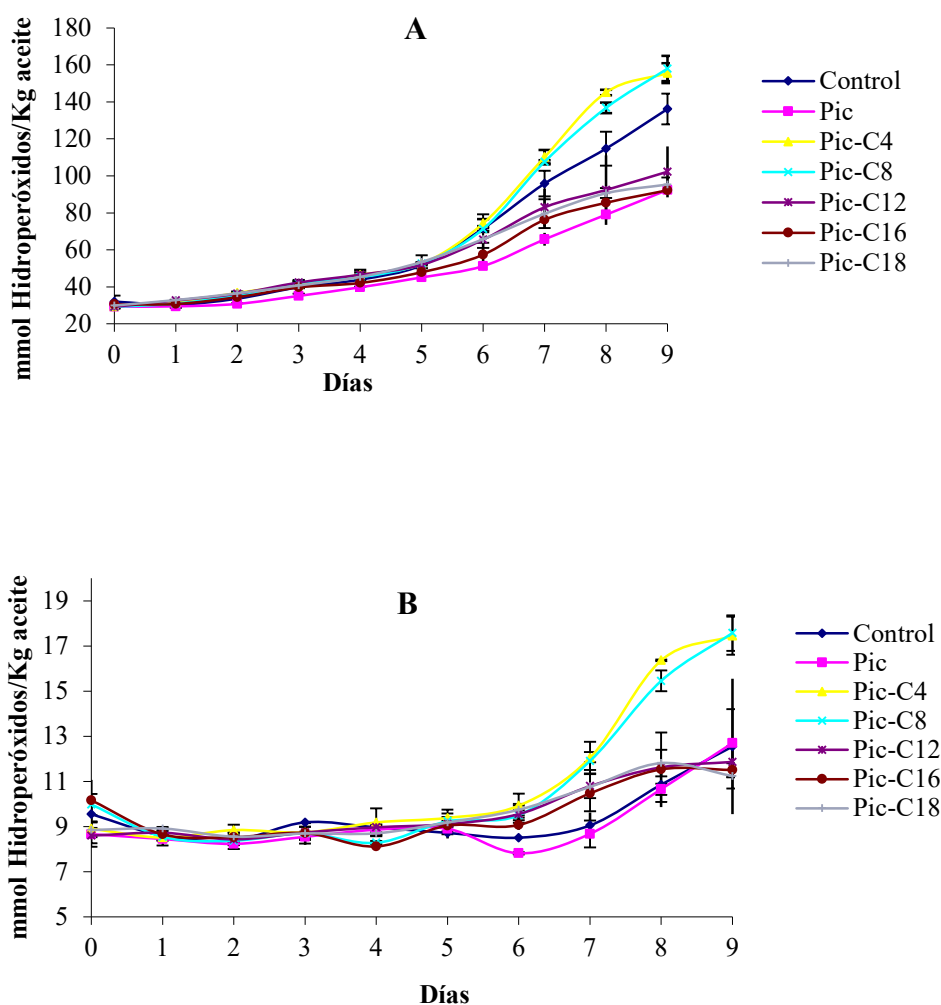 A
mmol Hidroperóxidos/Kg aceite
180
160
140
120
100
80
60
40
20
0 1 2 3 4 5 6 7 8 9
Días
Control
Pic
Pic-C4
Pic-C8
Pic-C12
Pic-C16
Pic-C18
B
mmol Hidroperóxidos/Kg aceite
19
17
15
13
11
9
7
5
0 1 2 3 4 5 6 7 8 9
Días
Control
Pic
Pic-C4
Pic-C8
Pic-C12
Pic-C16
Pic-C18